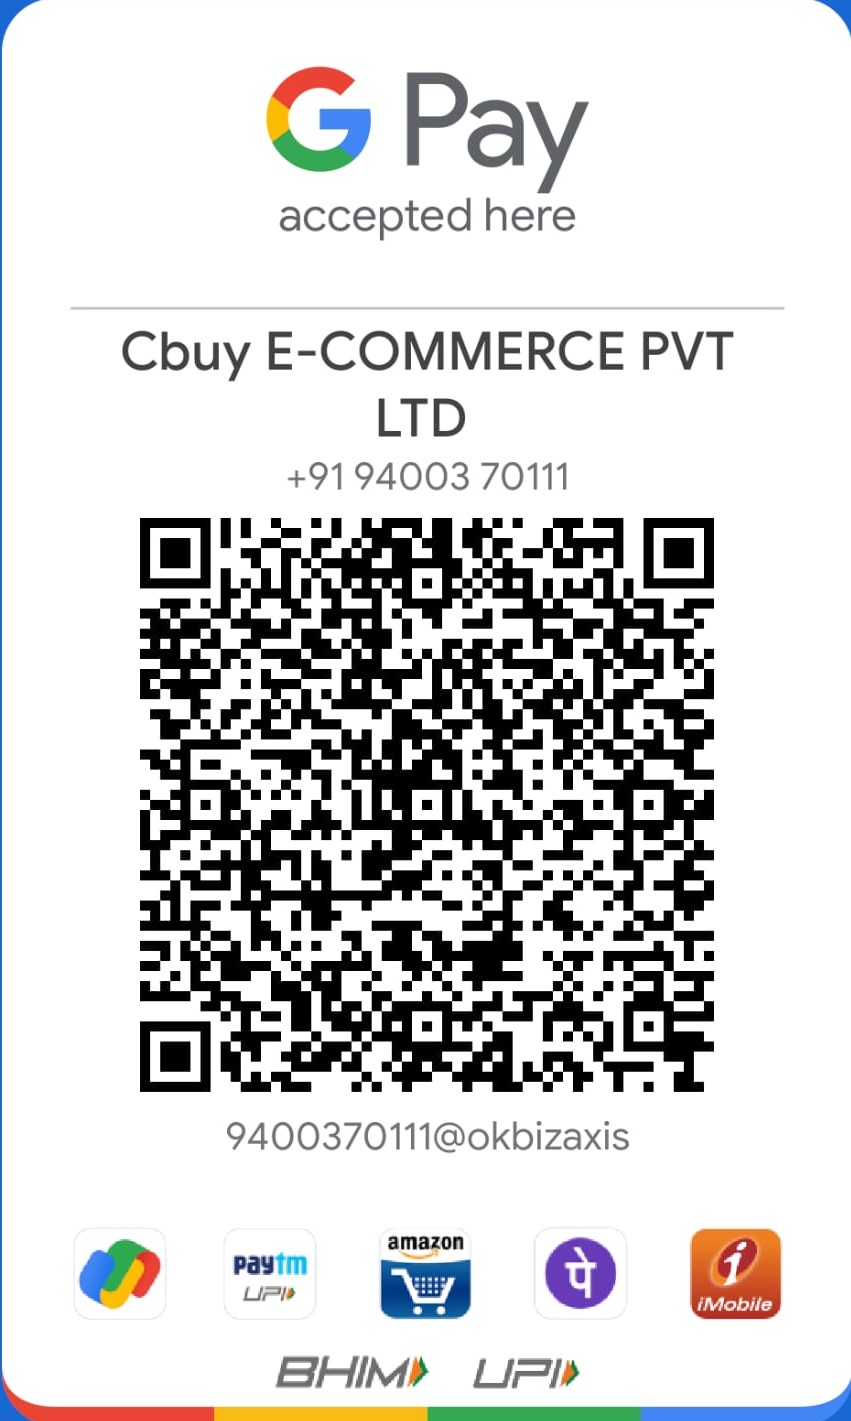 G Pay
accepted here
Cbuy E-COMMERCE PVT
LTD
+91 94003 70111
9400370111@okbizaxis
paytm
UPI
amazon
पे
i
iMobile
BHIM UPI